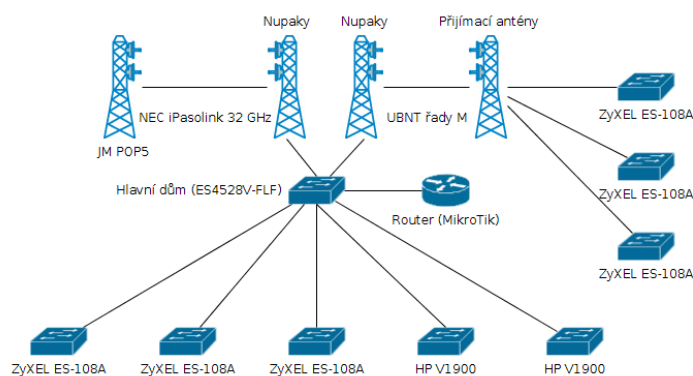 Nupaky
Nupaky
Přijímací antény
NEC iPasolink 32 GHz
UBNT řady M
ZyXEL ES-108A
JM POP5
ZyXEL ES-108A
Hlavní dům (ES4528V-FLF)
Router (MikroTik)
ZyXEL ES-108A
ZyXEL ES-108A
ZyXEL ES-108A
ZyXEL ES-108A
HP V1900
HP V1900